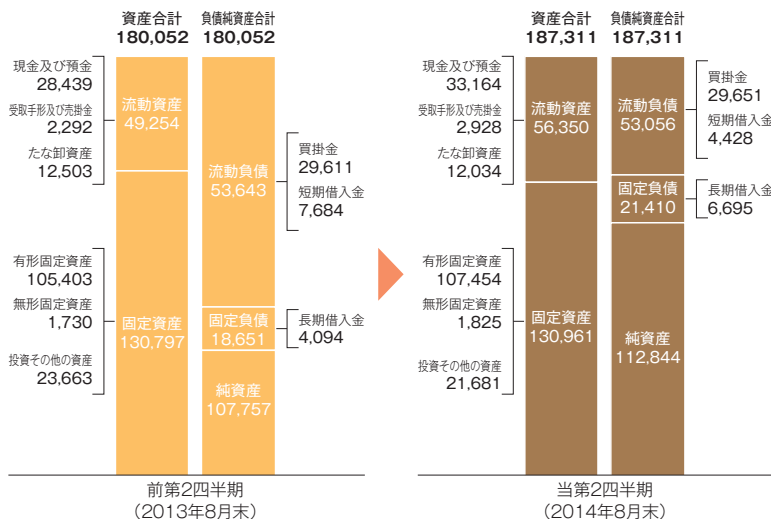 資産合計
180,052
負債純資産合計
180,052
現金及び預金
28,439
受取手形及び売掛金
2,292
たな卸資産
12,503
流動資産
49,254
有形固定資産
105,403
無形固定資産
1,730
投資その他の資産
23,663
固定資産
130,797
流動負債
53,643
買掛金
29,611
短期借入金
7,684
固定負債
18,651
長期借入金
4,094
純資産
107,757
前第2四半期
（2013年8月末）
資産合計
187,311
負債純資産合計
187,311
現金及び預金
33,164
受取手形及び売掛金
2,928
たな卸資産
12,034
流動資産
56,350
有形固定資産
107,454
無形固定資産
1,825
投資その他の資産
21,681
固定資産
130,961
流動負債
53,056
買掛金
29,651
短期借入金
4,428
固定負債
21,410
長期借入金
6,695
純資産
112,844
当第2四半期
（2014年8月末）